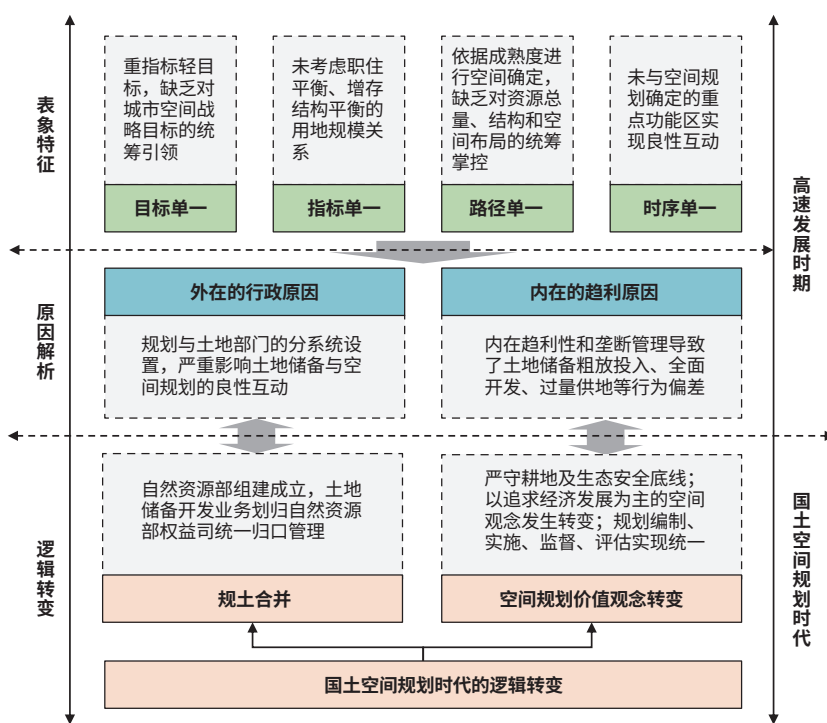 表象特征
重指标轻目
标，缺乏对
城市空间战
略目标的统
筹引领
目标单一
未考虑职住
平衡、增存
结构平衡的
用地规模关
系
指标单一
依据成熟度进
行空间确定，
缺乏对资源总
量、结构和空
间布局的统筹
掌控
路径单一
未与空间规
划确定的重
点功能区实
现良性互动
时序单一
高速发展时期
原因解析
外在的行政原因
规划与土地部门的分系统设
置，严重影响土地储备与空
间规划的良性互动
内在的趋利原因
内在趋利性和垄断管理导致
了土地储备粗放投入、全面
开发、过量供地等行为偏差
逻辑转变
自然资源部组建成立，土地
储备开发业务划归自然资源
部权益司统一归口管理
规土合并
严守耕地及生态安全底线；
以追求经济发展为主的空间
观念发生转变；规划编制、
实施、监督、评估实现统一
空间规划价值观念转变
国土空间规划时代
国土空间规划时代的逻辑转变